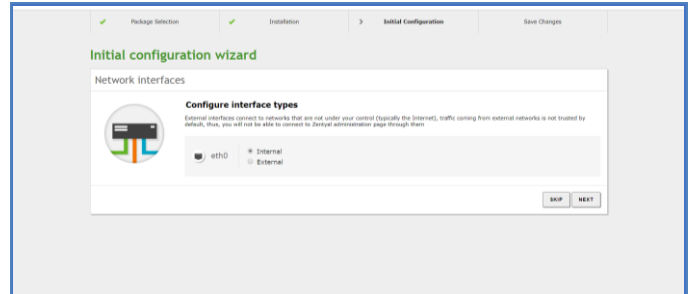 Package Selection Installation Initial Configuration Save Changes
Initial configuration wizard
Network interfaces
Configure interface types
External interfaces connect to networks that are not under your control (typically the Internet), traffic coming from external networks is not trusted by
default, thus, you will not be able to connect to Zentyal administration page through them
eth0
Internal
External
SKIP NEXT